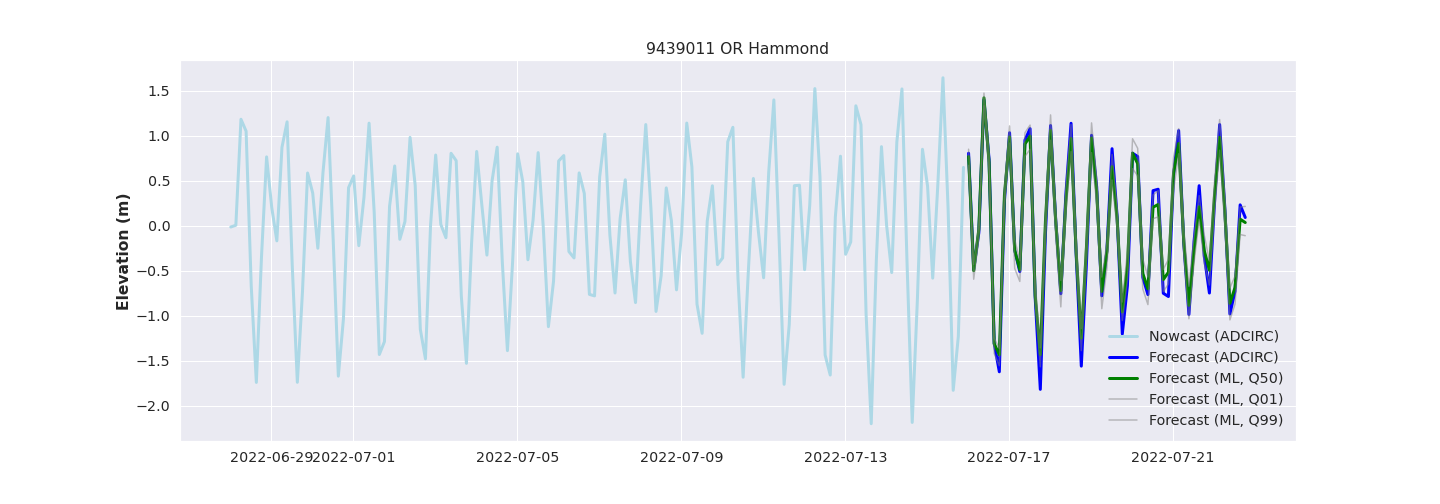 9439011 OR Hammond
Elevation (m)
1.5
1.0
0.5
0.0
−0.5
−1.0
−1.5
−2.0
Nowcast (ADCIRC)
Forecast (ADCIRC)
Forecast (ML, Q50)
Forecast (ML, Q01)
Forecast (ML, Q99)
2022-06-29 2022-07-01 2022-07-05 2022-07-09 2022-07-13 2022-07-17 2022-07-21